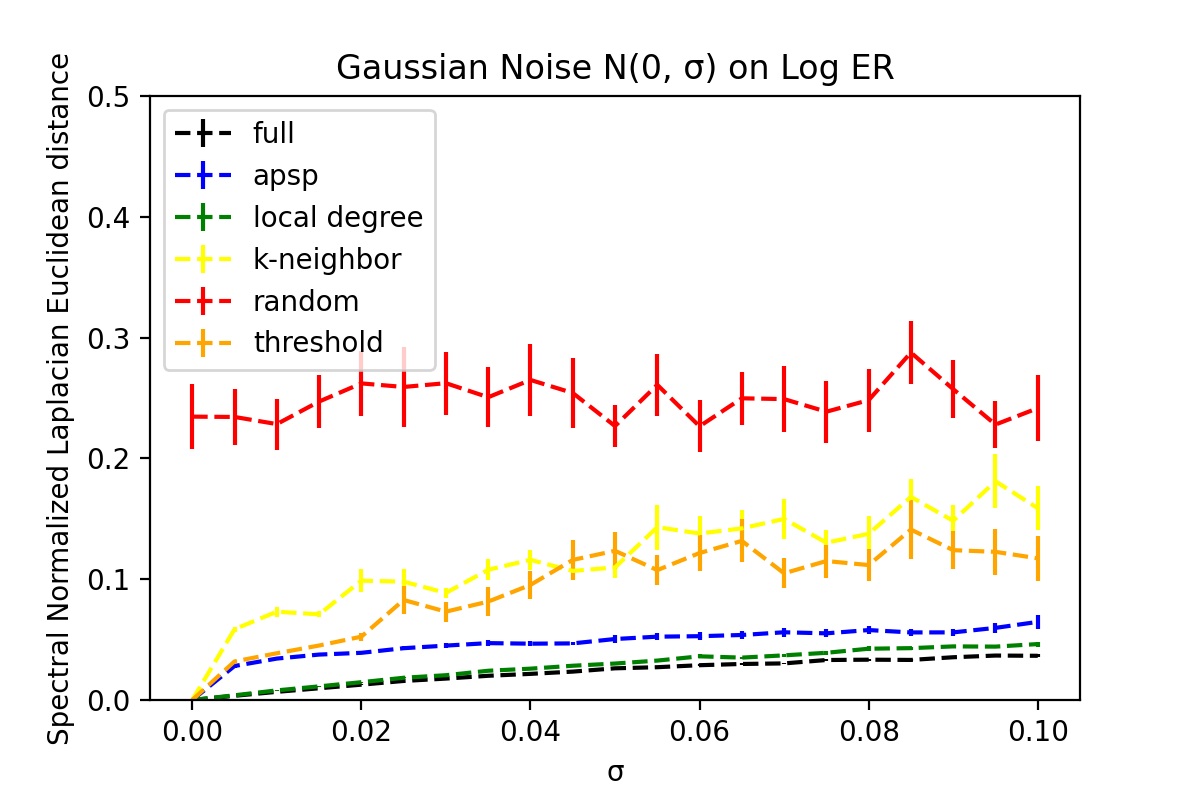 Gaussian Noise N(0, σ) on Log ER
Spectral Normalized Laplacian Euclidean distance
0.5
0.4
0.3
0.2
0.1
0.0
full
apsp
local degree
k-neighbor
random
threshold
0.00 0.02 0.04 0.06 0.08 0.10
σ